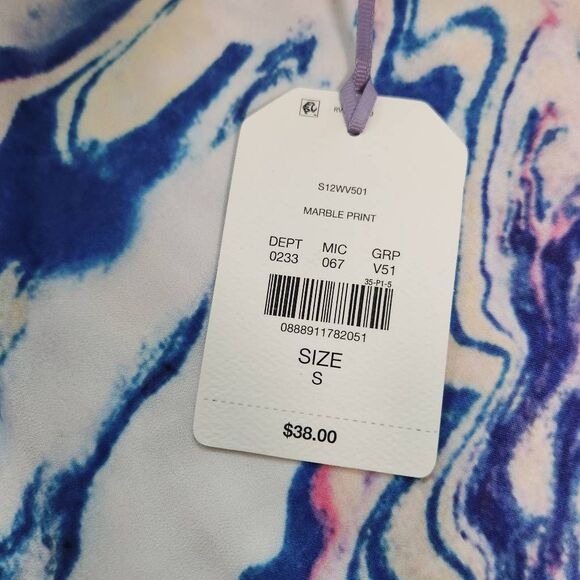 S12WV501
MARBLE PRINT
DEPT MIC GRP
0233 067 V51
35-P1-5
0888911782051
SIZE
S
$38.00